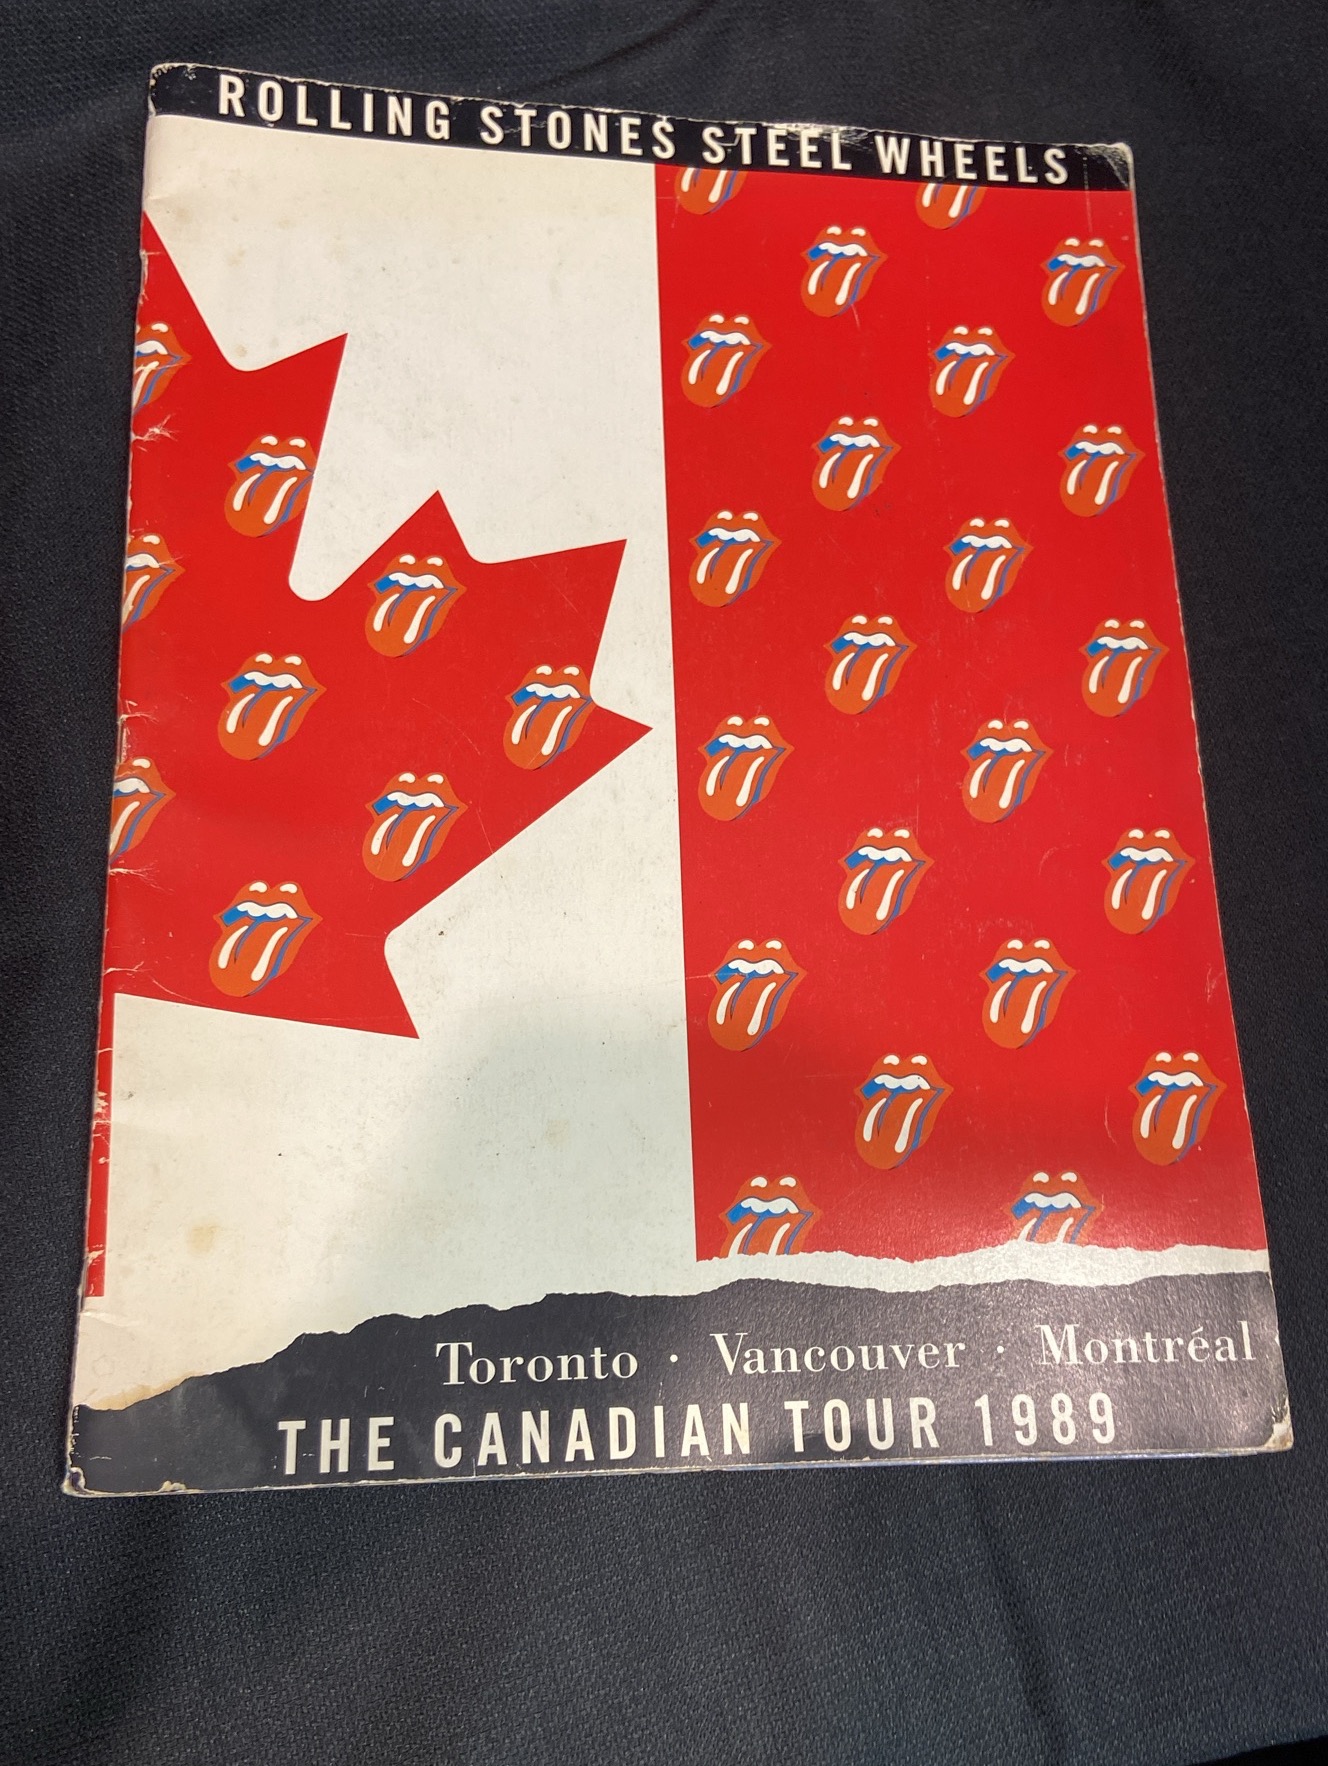 ROLLING STONES STEEL WHEELS
Toronto · Vancouver · Montréal
THE CANADIAN TOUR 1989